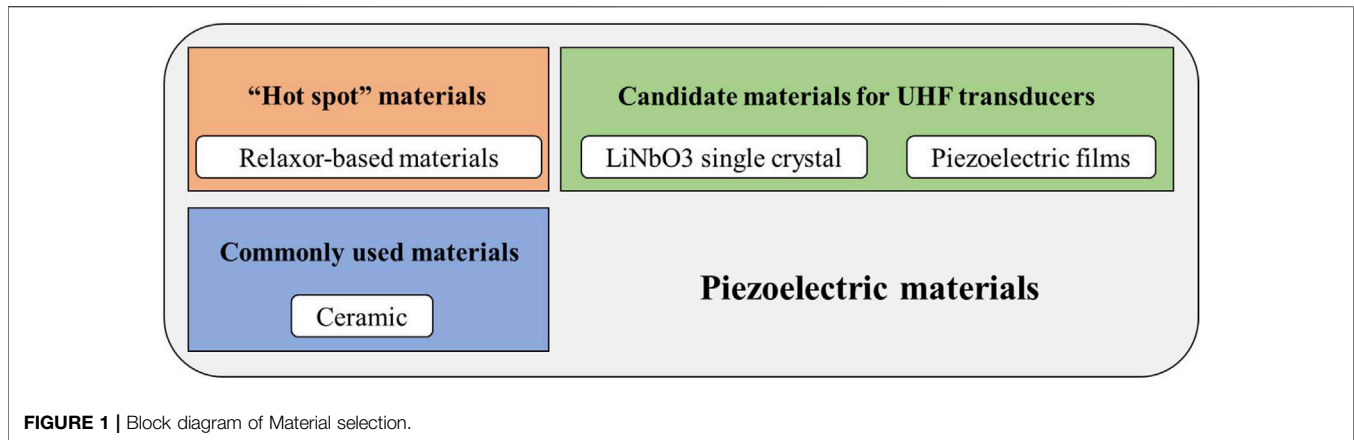 “Hot spot” materials
Relaxor-based materials
Candidate materials for UHF transducers
LiNbO3 single crystal
Piezoelectric films
Commonly used materials
Ceramic
Piezoelectric materials
FIGURE 1 | Block diagram of Material selection.